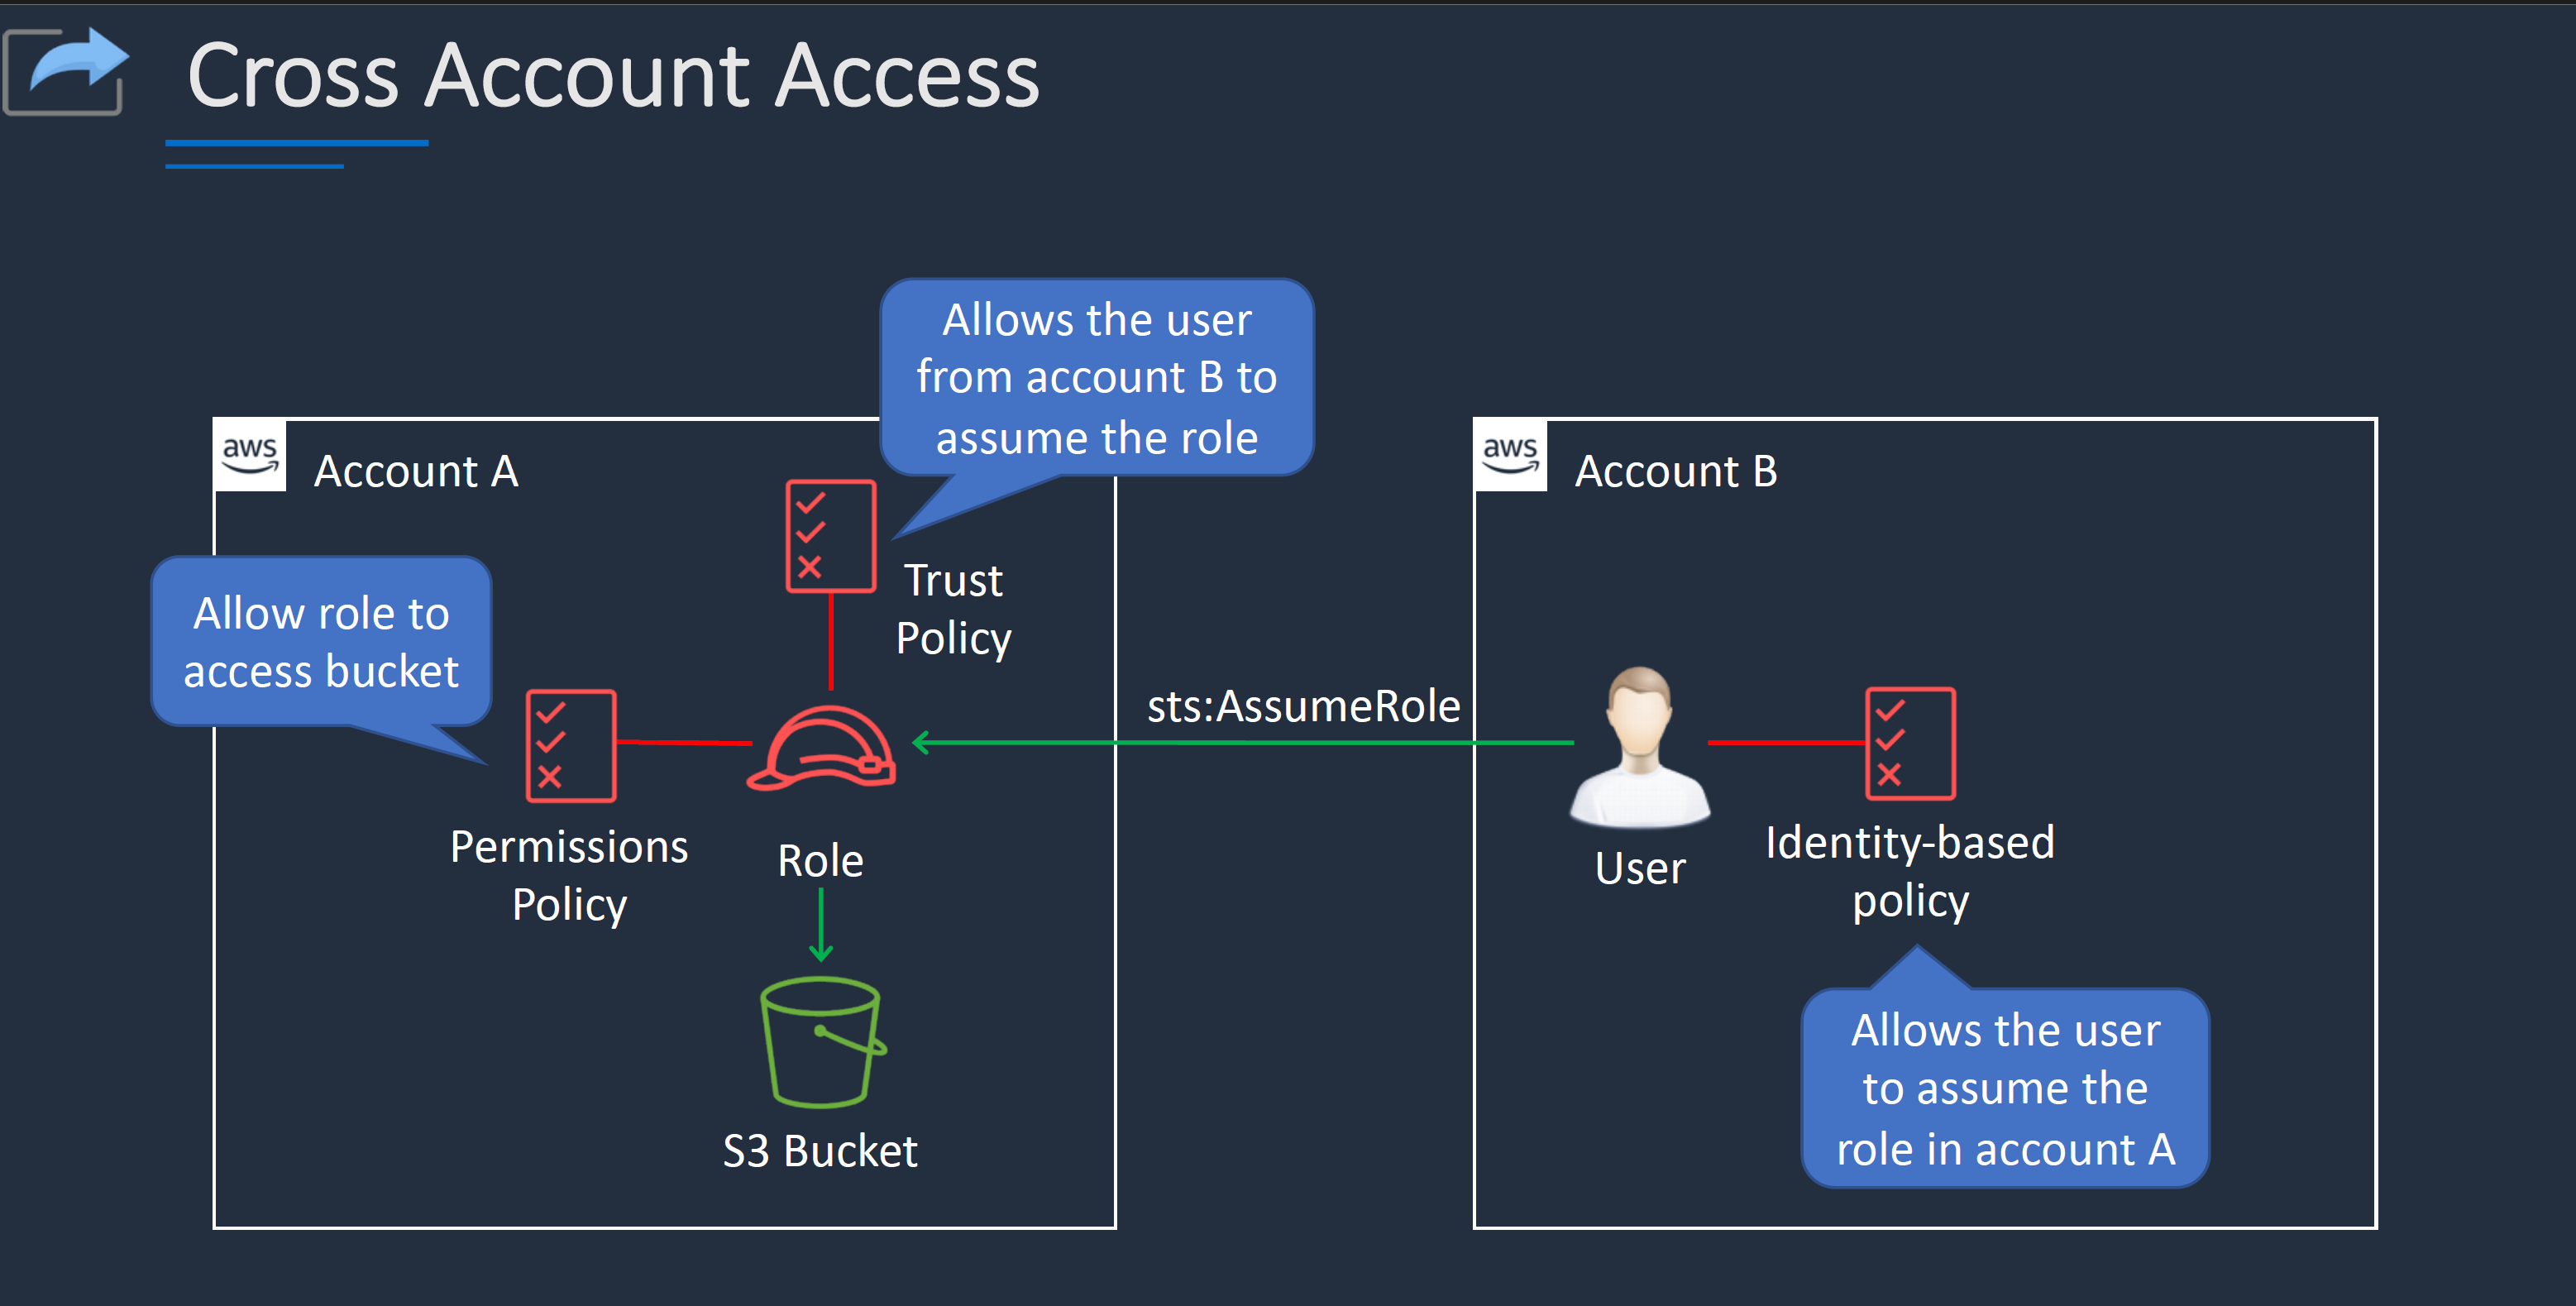 Cross Account Access
Allows the user
from account B to
assume the role
aws
Account A
aws
Account B
Allow role to
access bucket
Trust
Policy
sts:AssumeRole
Permissions
Policy
Role
User
Identity-based
policy
S3 Bucket
Allows the user
to assume the
role in account A